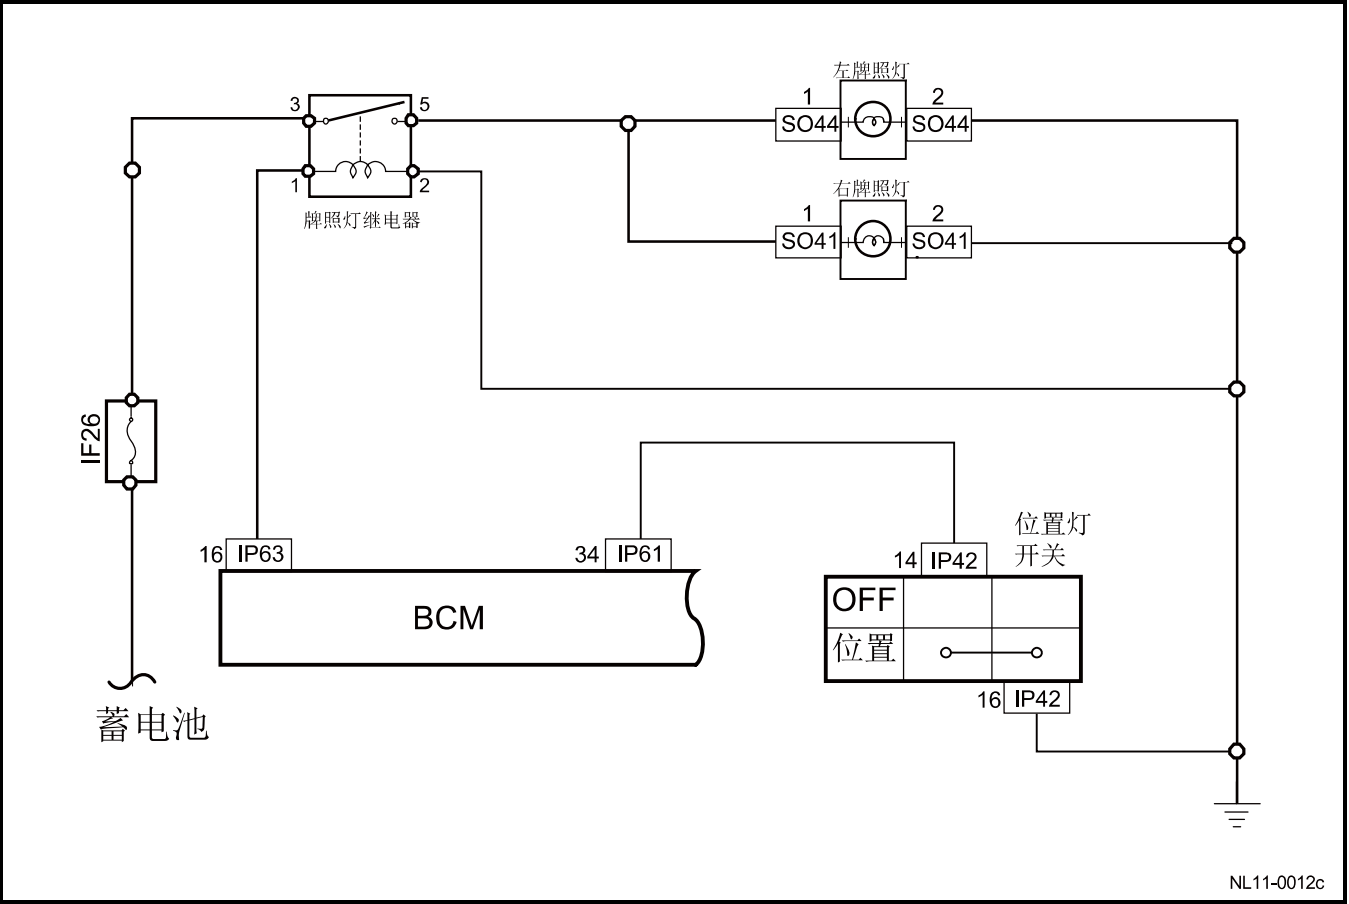 左牌照灯
3
5
1
2
SO44
SO44
1
2
牌照灯继电器
右牌照灯
1
2
SO41
SO41
IF26
位置灯
开关
16
IP63
34
IP61
14
IP42
BCM
OFF
位置
16
IP42
蓄电池
NL11-0012c